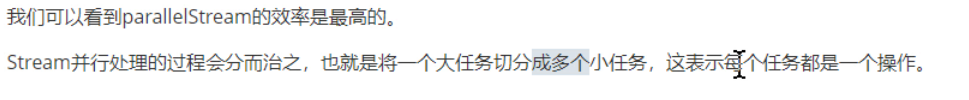 我们可以看到parallelStream的效率是最高的。
Stream并行处理的过程会分而治之，也就是将一个大任务切分成多个小任务，这表示每个任务都是一个操作。